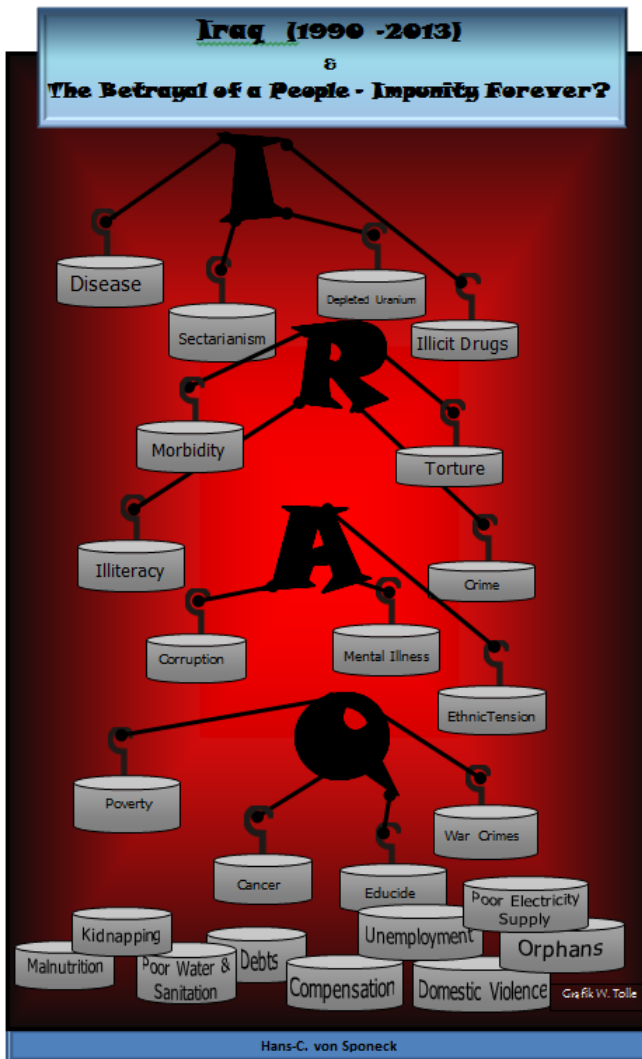 Iraq (1990 -2013)
&
The Betrayal of a People - Impunity Forever?
I
Disease
Sectarianism
Depleted Uranium
Illicit Drugs
R
Morbidity
Torture
Illiteracy
Crime
A
Corruption
Mental Illness
EthnicTension
Q
Poverty
War Crimes
Cancer
Educide
Poor Electricity
Supply
Kidnapping
Unemployment
Orphans
Malnutrition
Poor Water &
Sanitation
Debts
Compensation
Domestic Violence
Grafik W. Tolle
Hans-C. von Sponeck